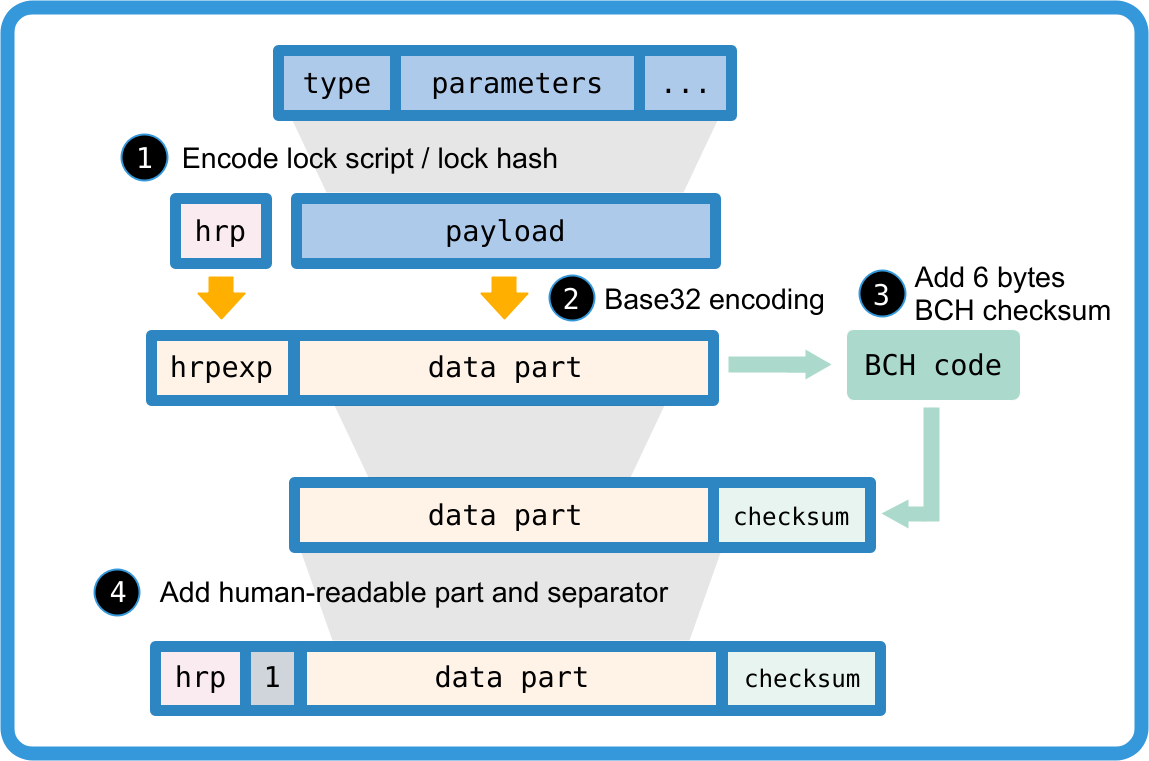 type parameters ...
1 Encode lock script / lock hash
hrp payload
2 Base32 encoding
3 Add 6 bytes
BCH checksum
hrpexp data part
BCH code
data part checksum
4 Add human-readable part and separator
hrp 1 data part checksum